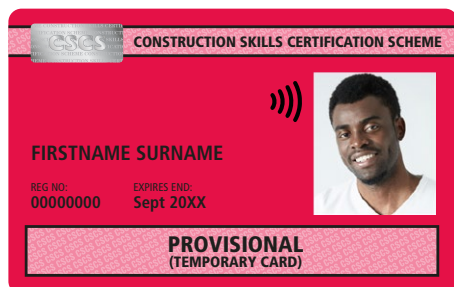 CSCS
CONSTRUCTION SKILLS CERTIFICATION SCHEME
FIRSTNAME SURNAME
REG NO: EXPIRES END:
00000000 Sept 20XX
PROVISIONAL
(TEMPORARY CARD)